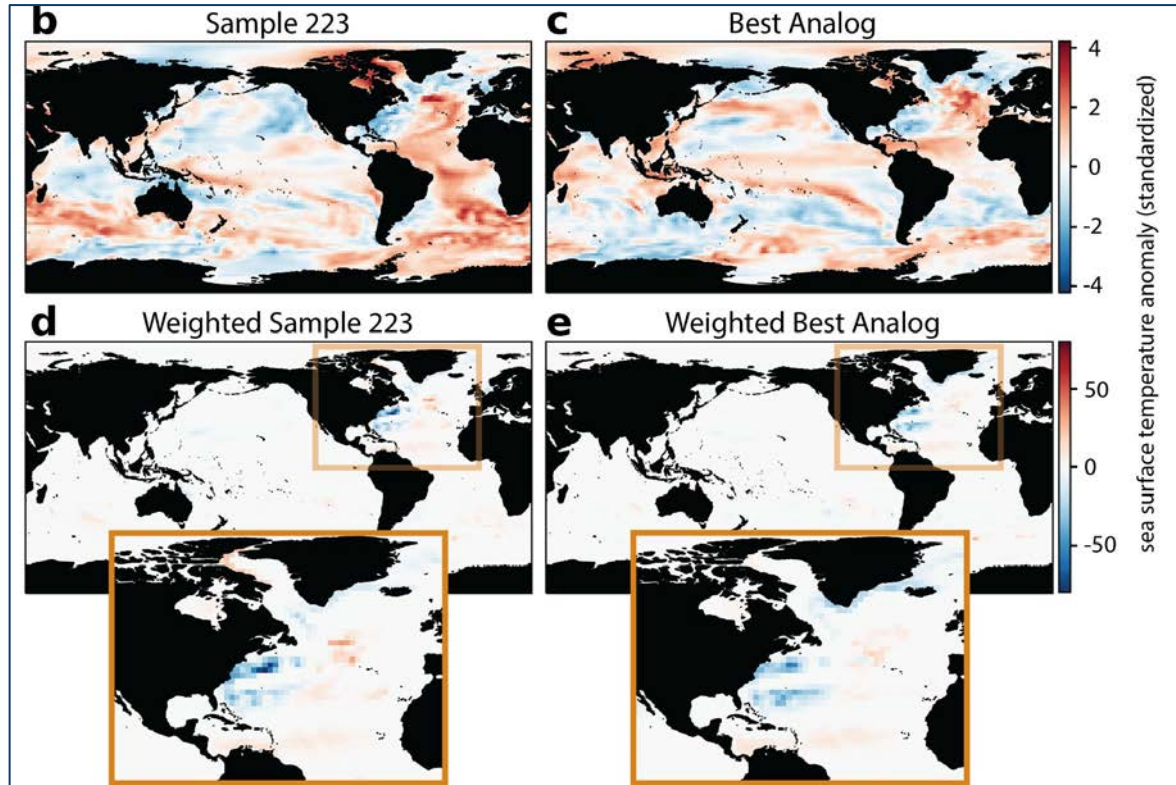 b Sample 223
c Best Analog
4
2
0
-2
-4
sea surface temperature anomaly (standardized)
d Weighted Sample 223
e Weighted Best Analog
50
0
-50